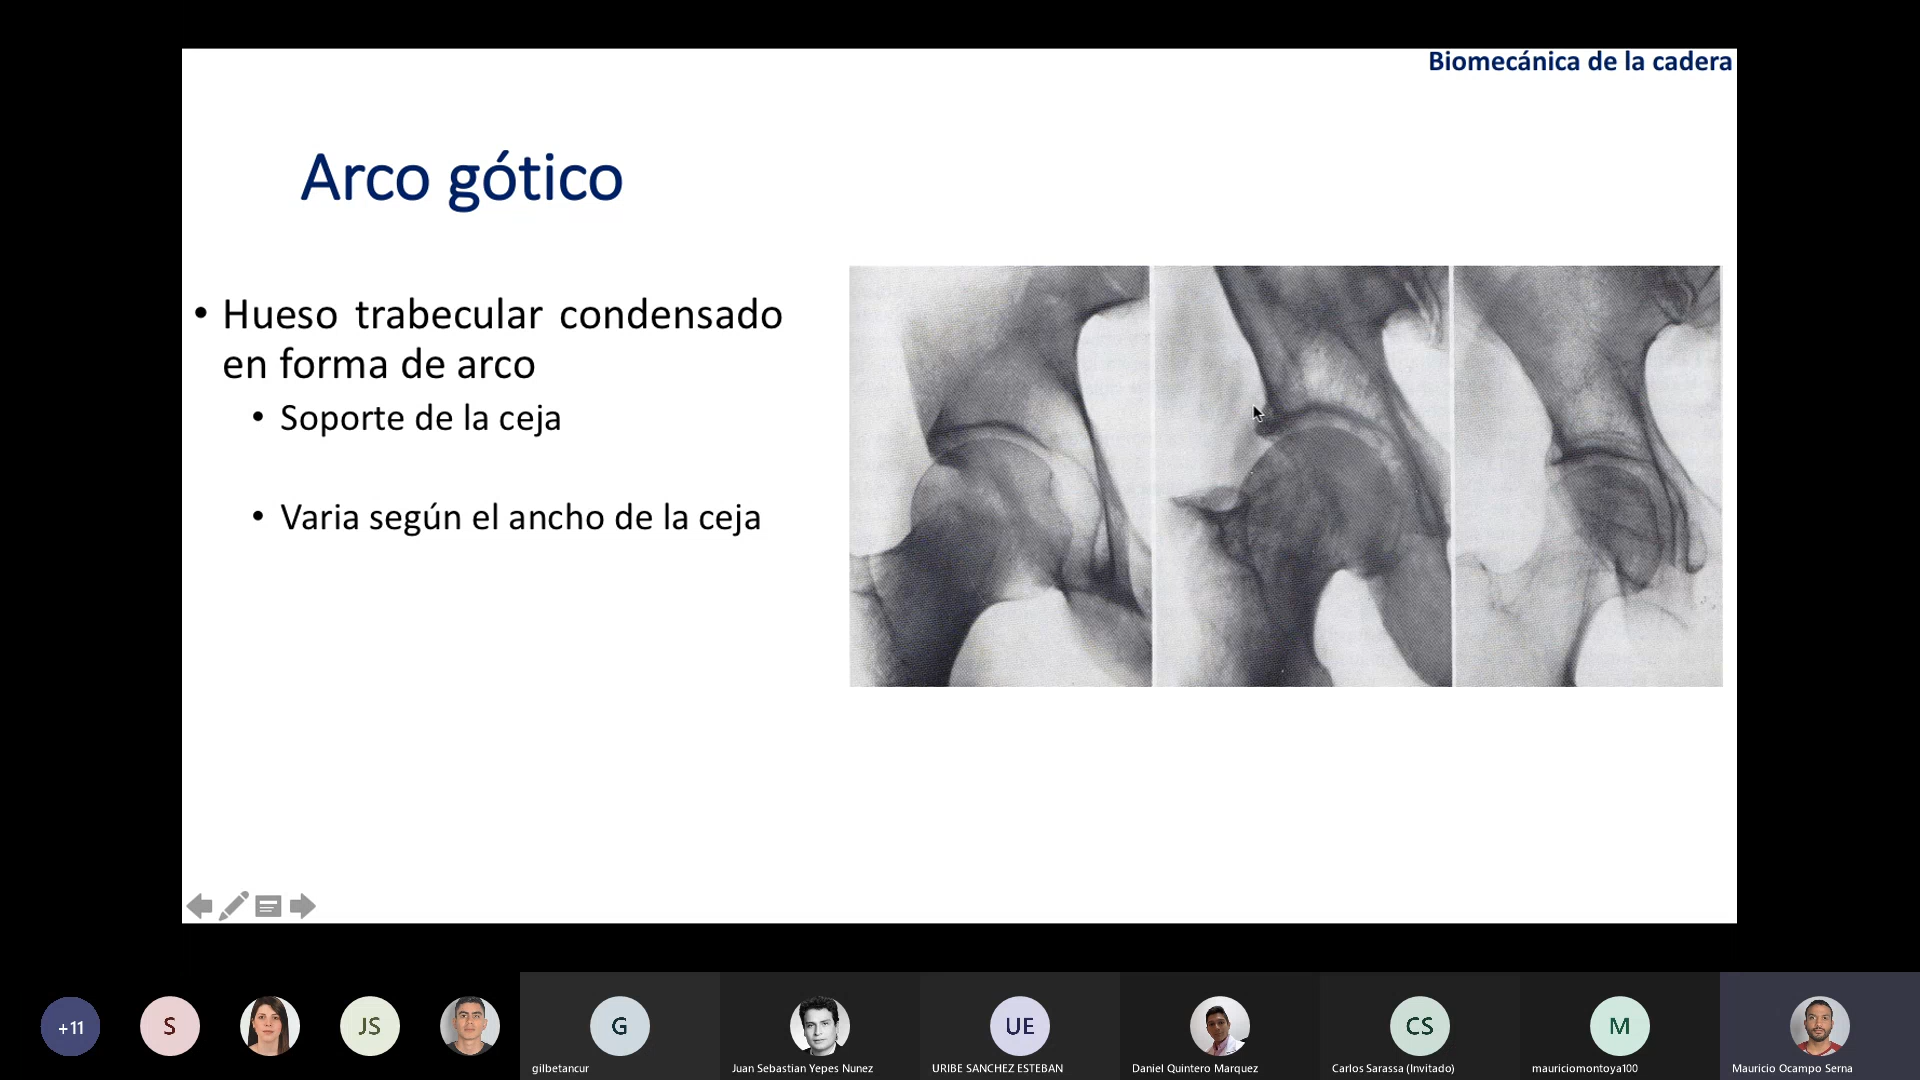 Biomecánica de la cadera
Arco gótico
• Hueso trabecular condensado
en forma de arco
• Soporte de la ceja
• Varia según el ancho de la ceja
+11
S
JS
G
UE
CS
M
gilbetancur
Juan Sebastian Yepes Nunez
URIBE SANCHEZ ESTEBAN
Daniel Quintero Marquez
Carlos Sarassa (Invitado)
mauriciomontoya100
Mauricio Ocampo Serna